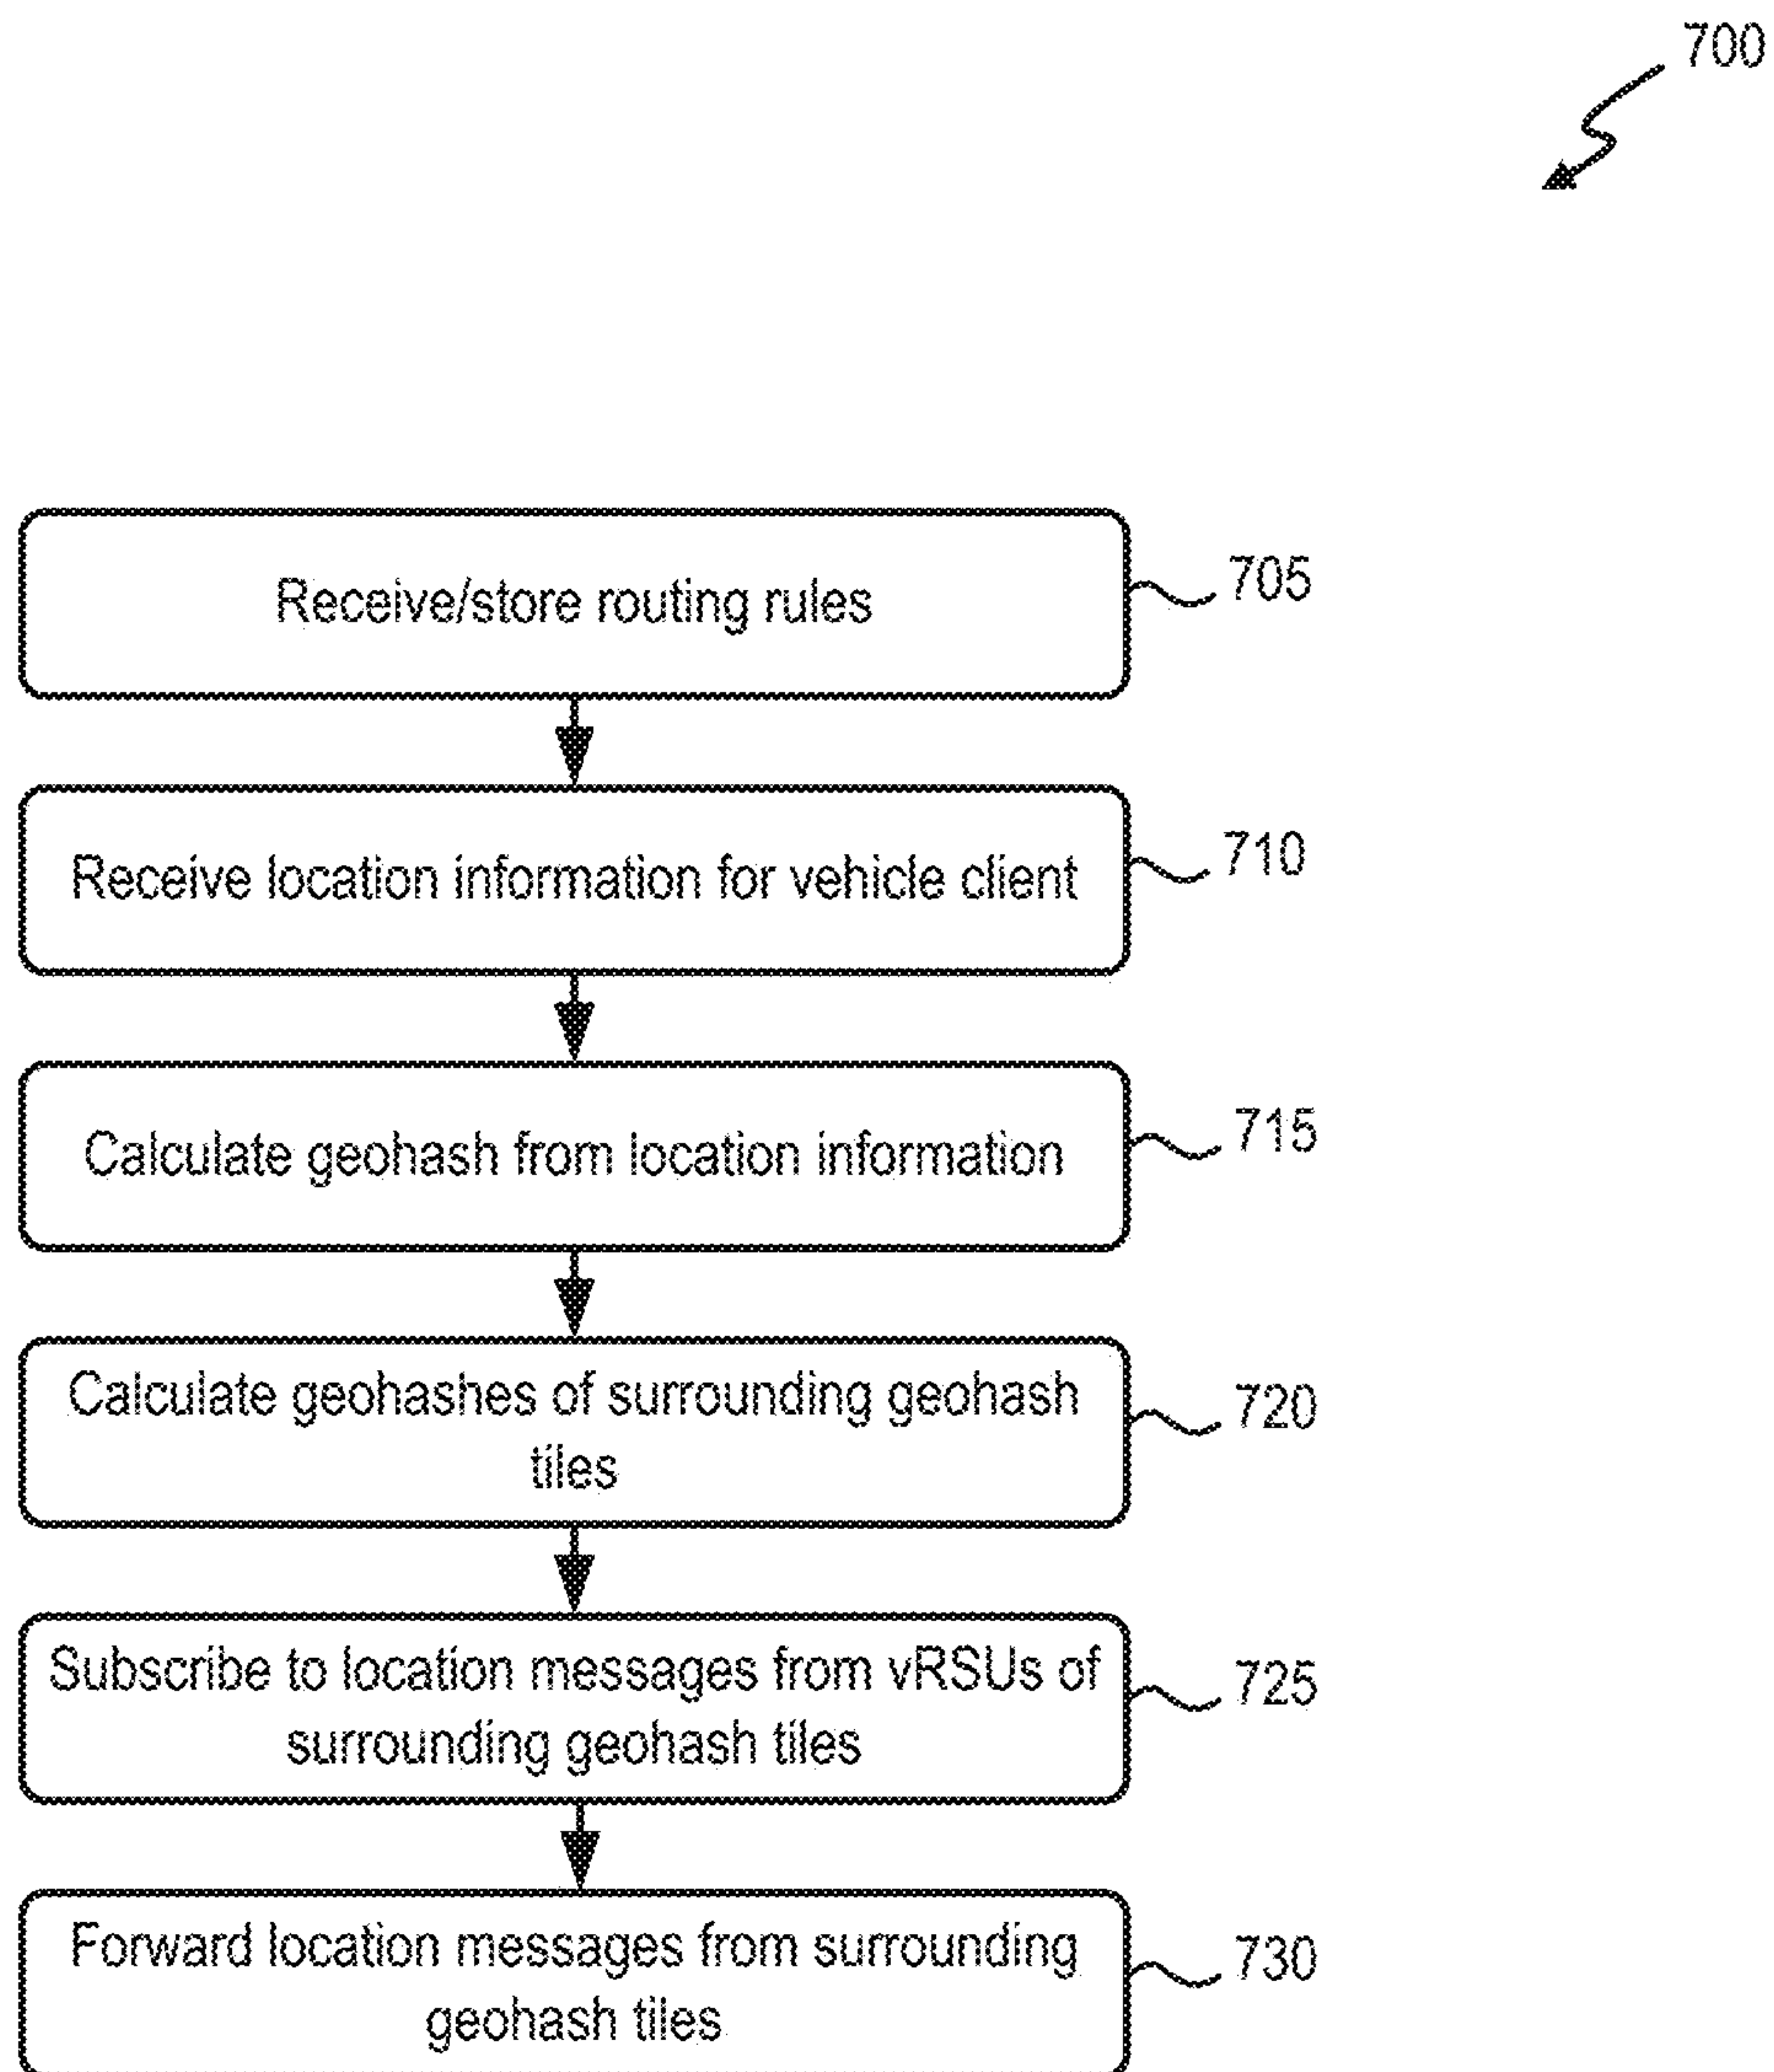 700
Receive/store routing rules
705
Receive location information for vehicle client
710
Calculate geohash from location information
715
Calculate geohashes of surrounding geohash
tiles
720
Subscribe to location messages from vRSUs of
surrounding geohash tiles
725
Forward location messages from surrounding
geohash tiles
730